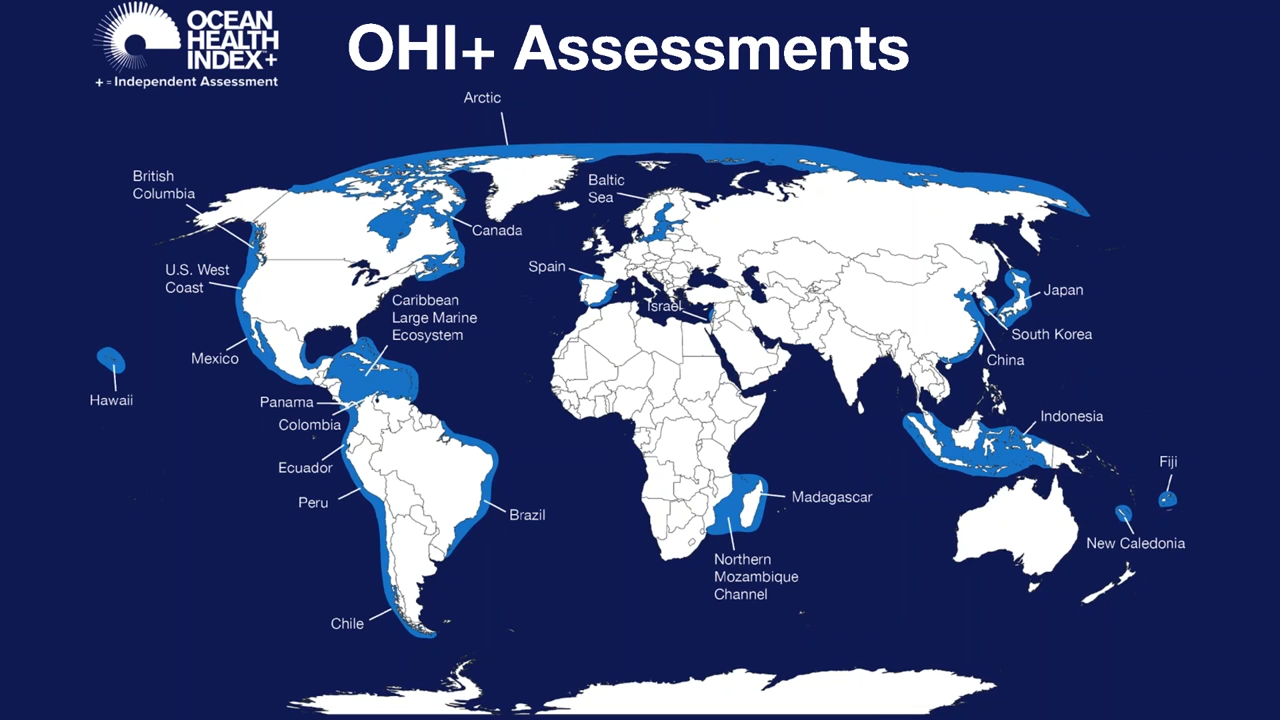 OCEAN
HEALTH
INDEX+
+ = Independent Assessment
OHI+ Assessments
Arctic
British
Columbia
Baltic
Sea
Canada
U.S. West
Coast
Spain
Israel
Caribbean
Large Marine
Ecosystem
Japan
South Korea
China
Mexico
Hawaii
Panama
Colombia
Indonesia
Ecuador
Fiji
Peru
Madagascar
Brazil
New Caledonia
Northern
Mozambique
Channel
Chile